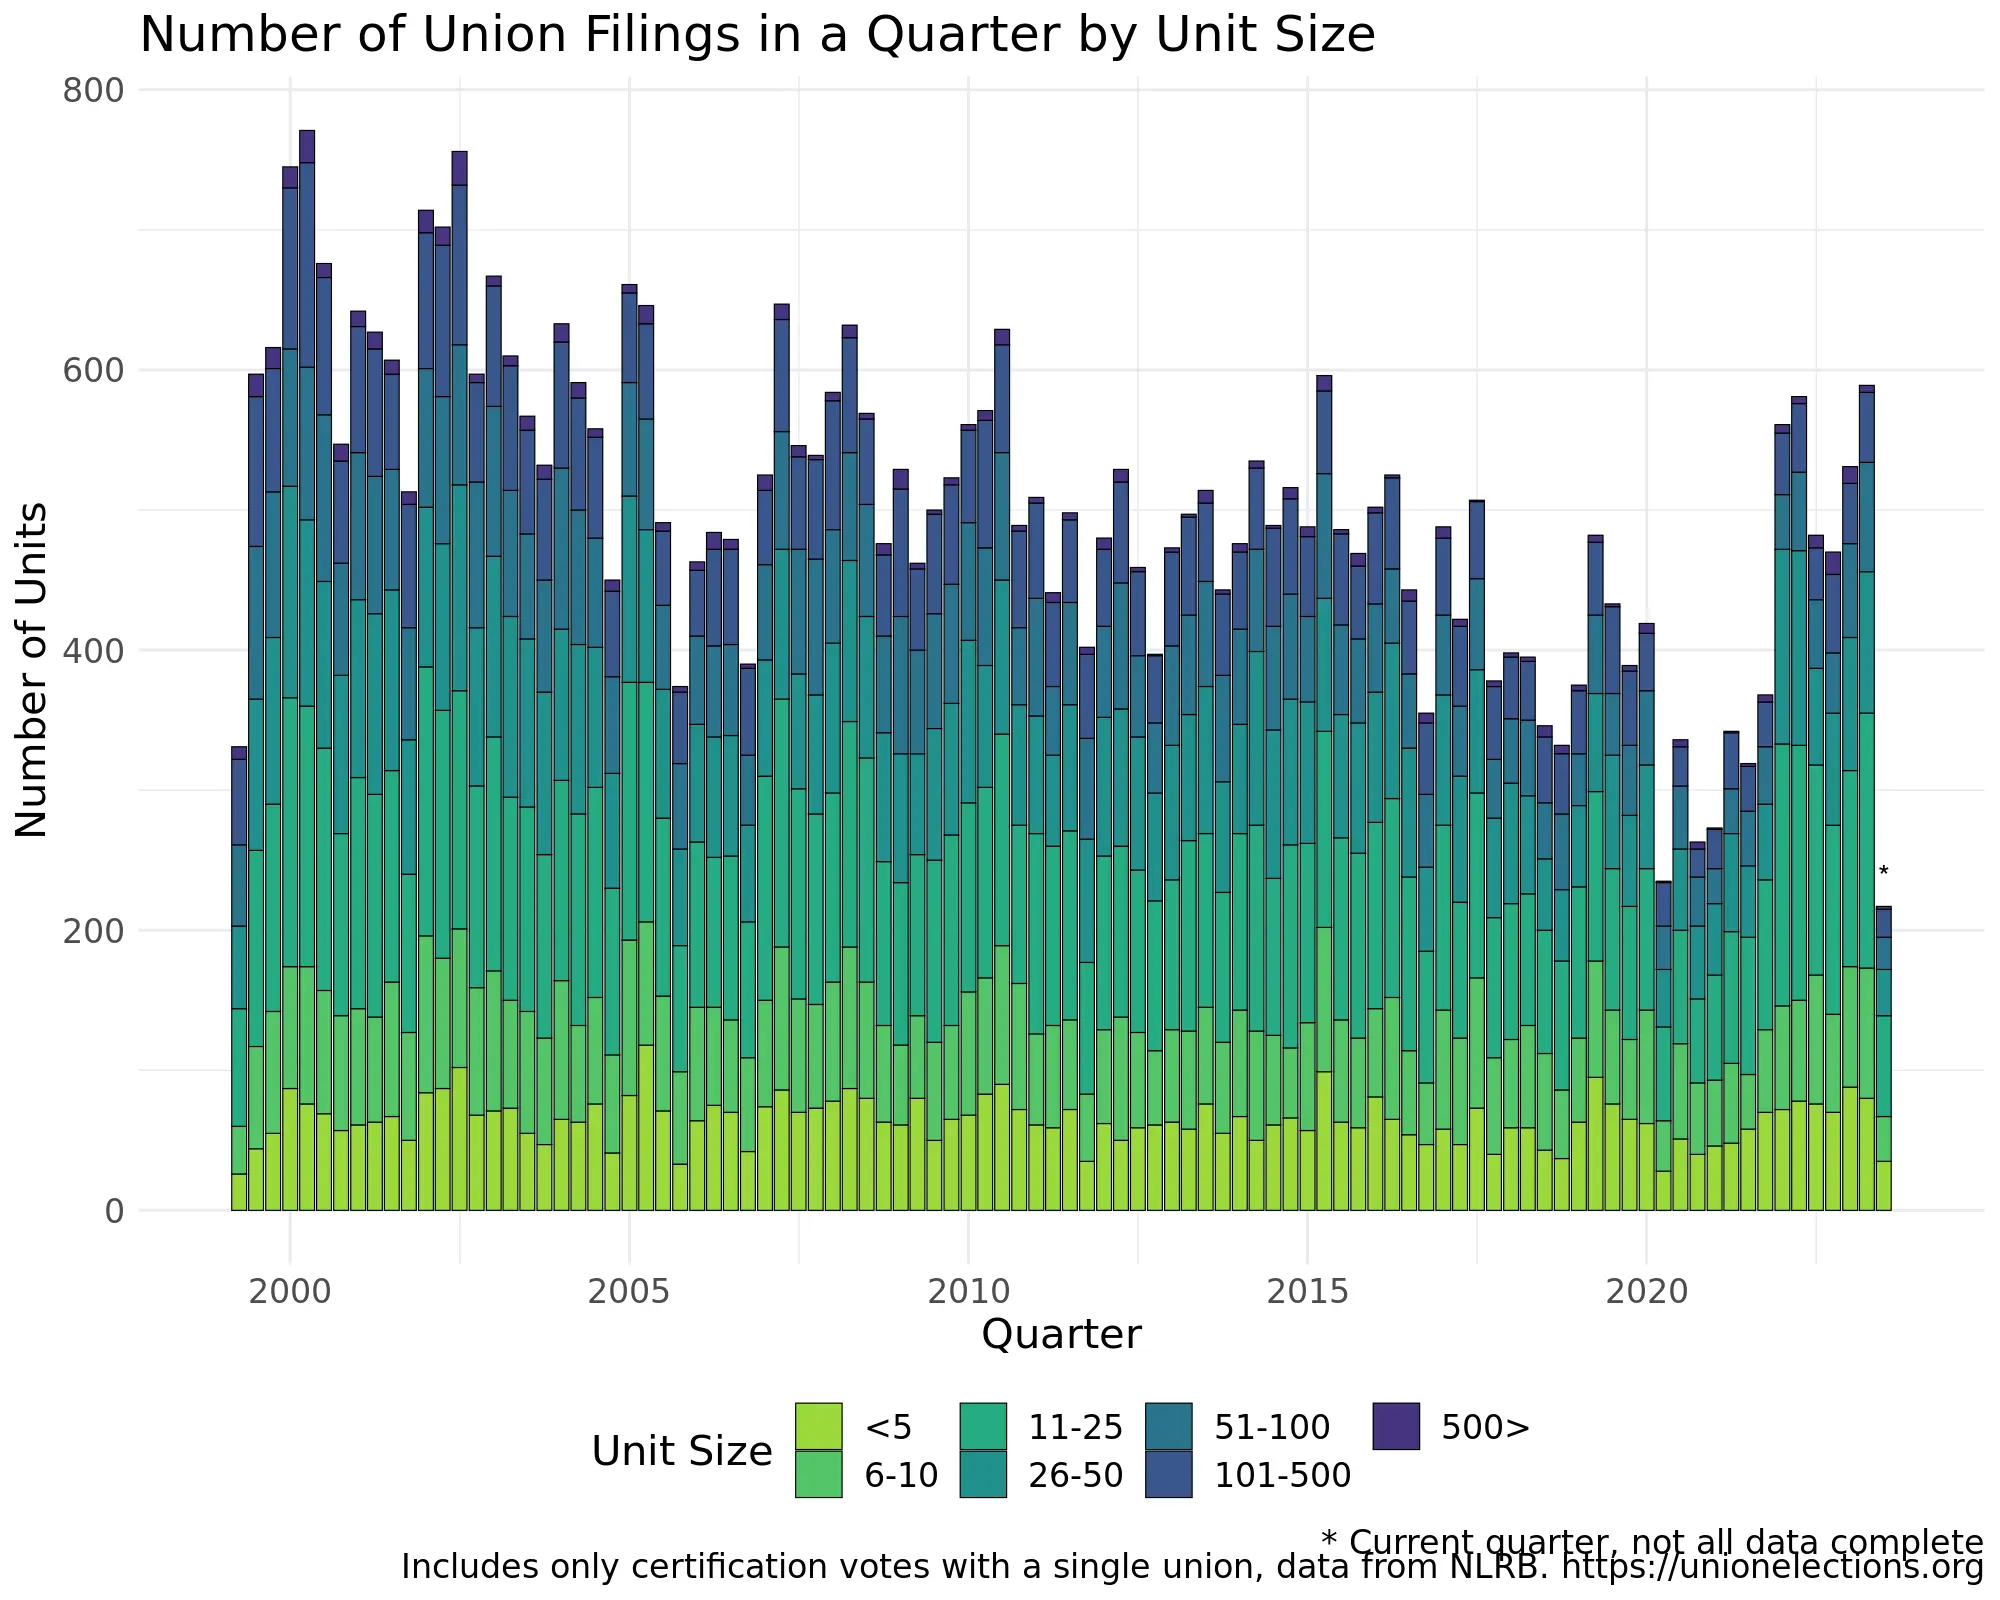 Number of Union Filings in a Quarter by Unit Size
800
600
400
200
0
Number of Units
*
2000 2005 2010 2015 2020
Quarter
Unit Size
<5 11-25 51-100 500>
6-10 26-50 101-500
* Current quarter, not all data complete
Includes only certification votes with a single union, data from NLRB. https://unionelections.org